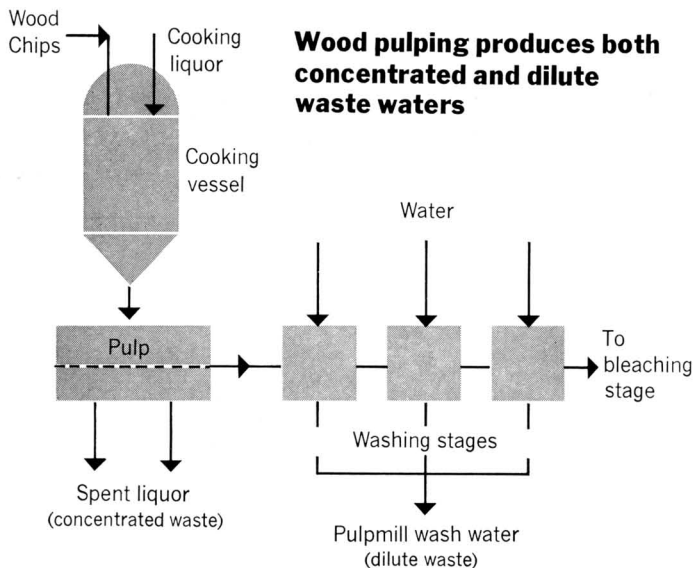 Wood pulping produces both
concentrated and dilute
waste waters
Wood
Chips
Cooking
liquor
Cooking
vessel
Water
Pulp
To
bleaching
stage
Washing stages
Spent liquor
(concentrated waste)
Pulpmill wash water
(dilute waste)